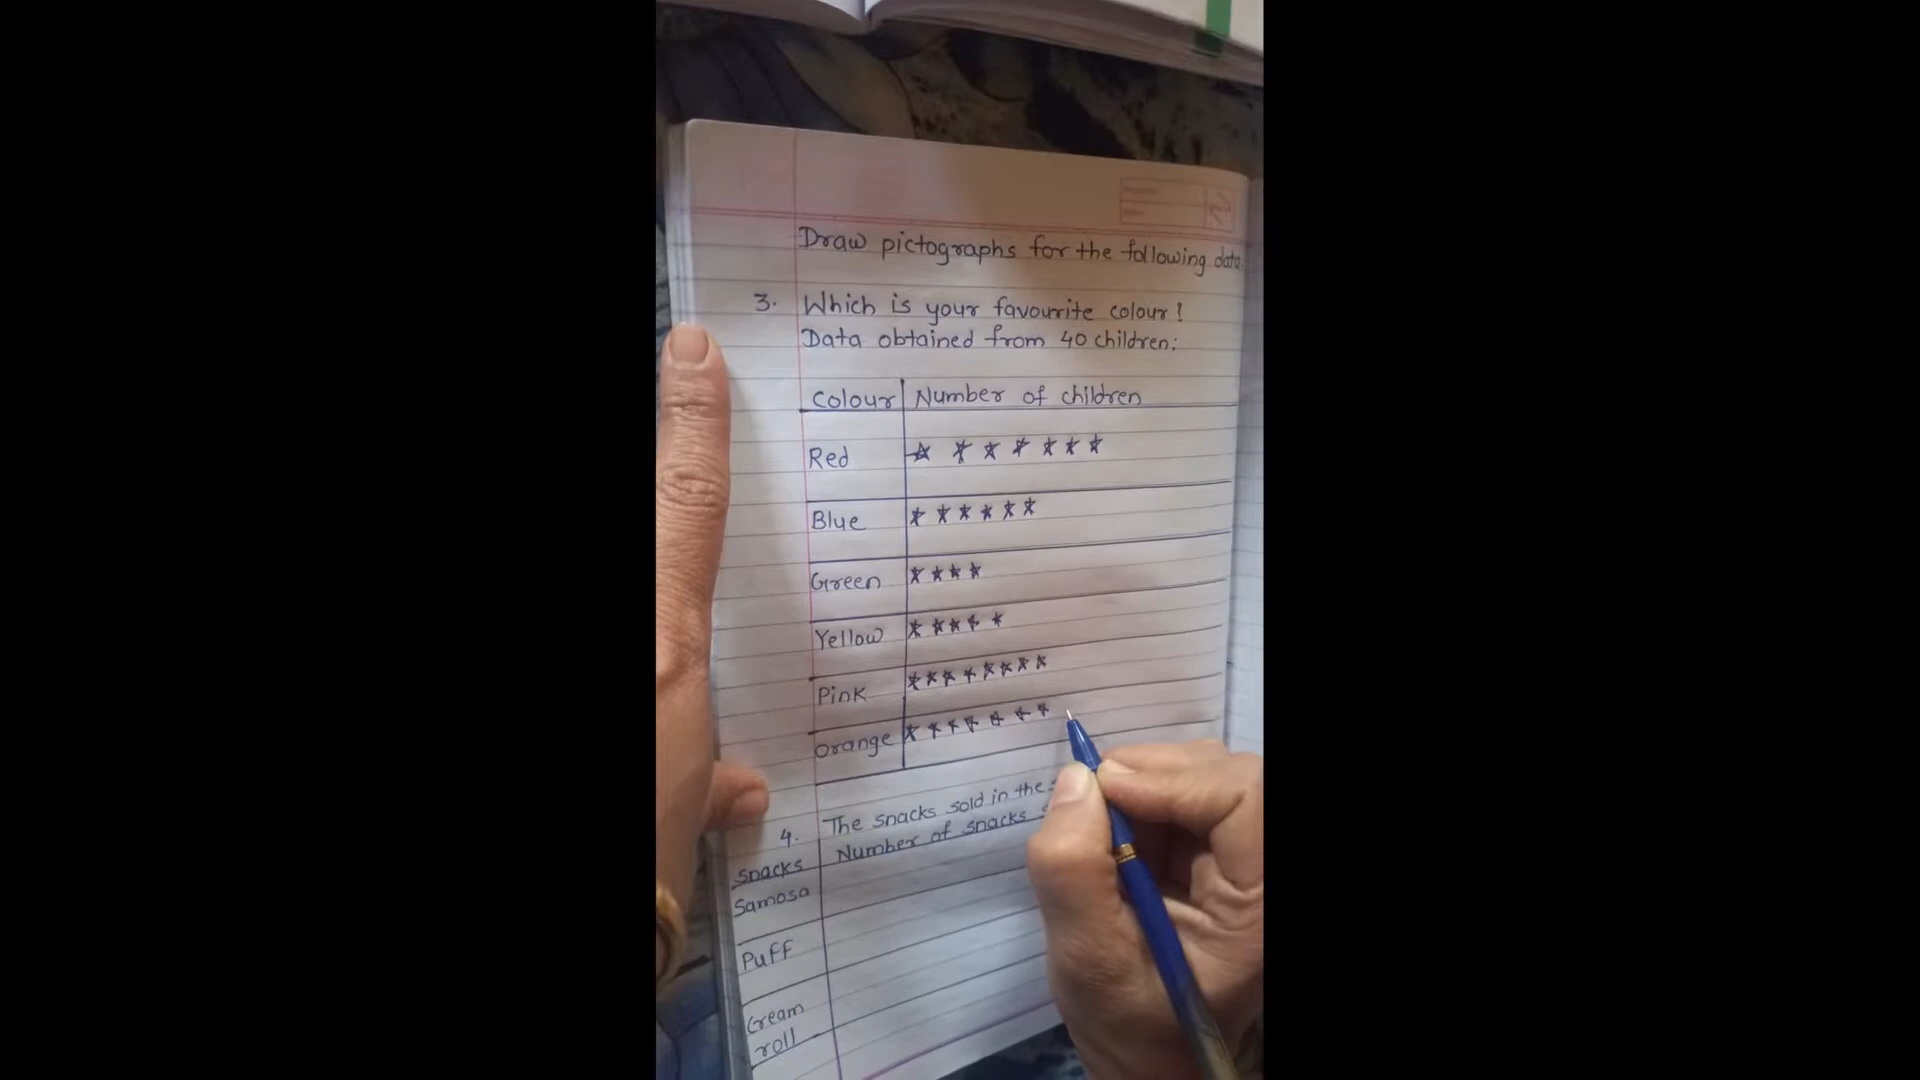 Draw pictographs for the following data
3. Which is your favourite colour!
Data obtained from 40 children:
Colour Number of children
Red
Blue
Green
Yellow
Pink
Orange
4. The snacks sold in the
Snacks Number of snacks
Samosa
Puff
Cream
roll